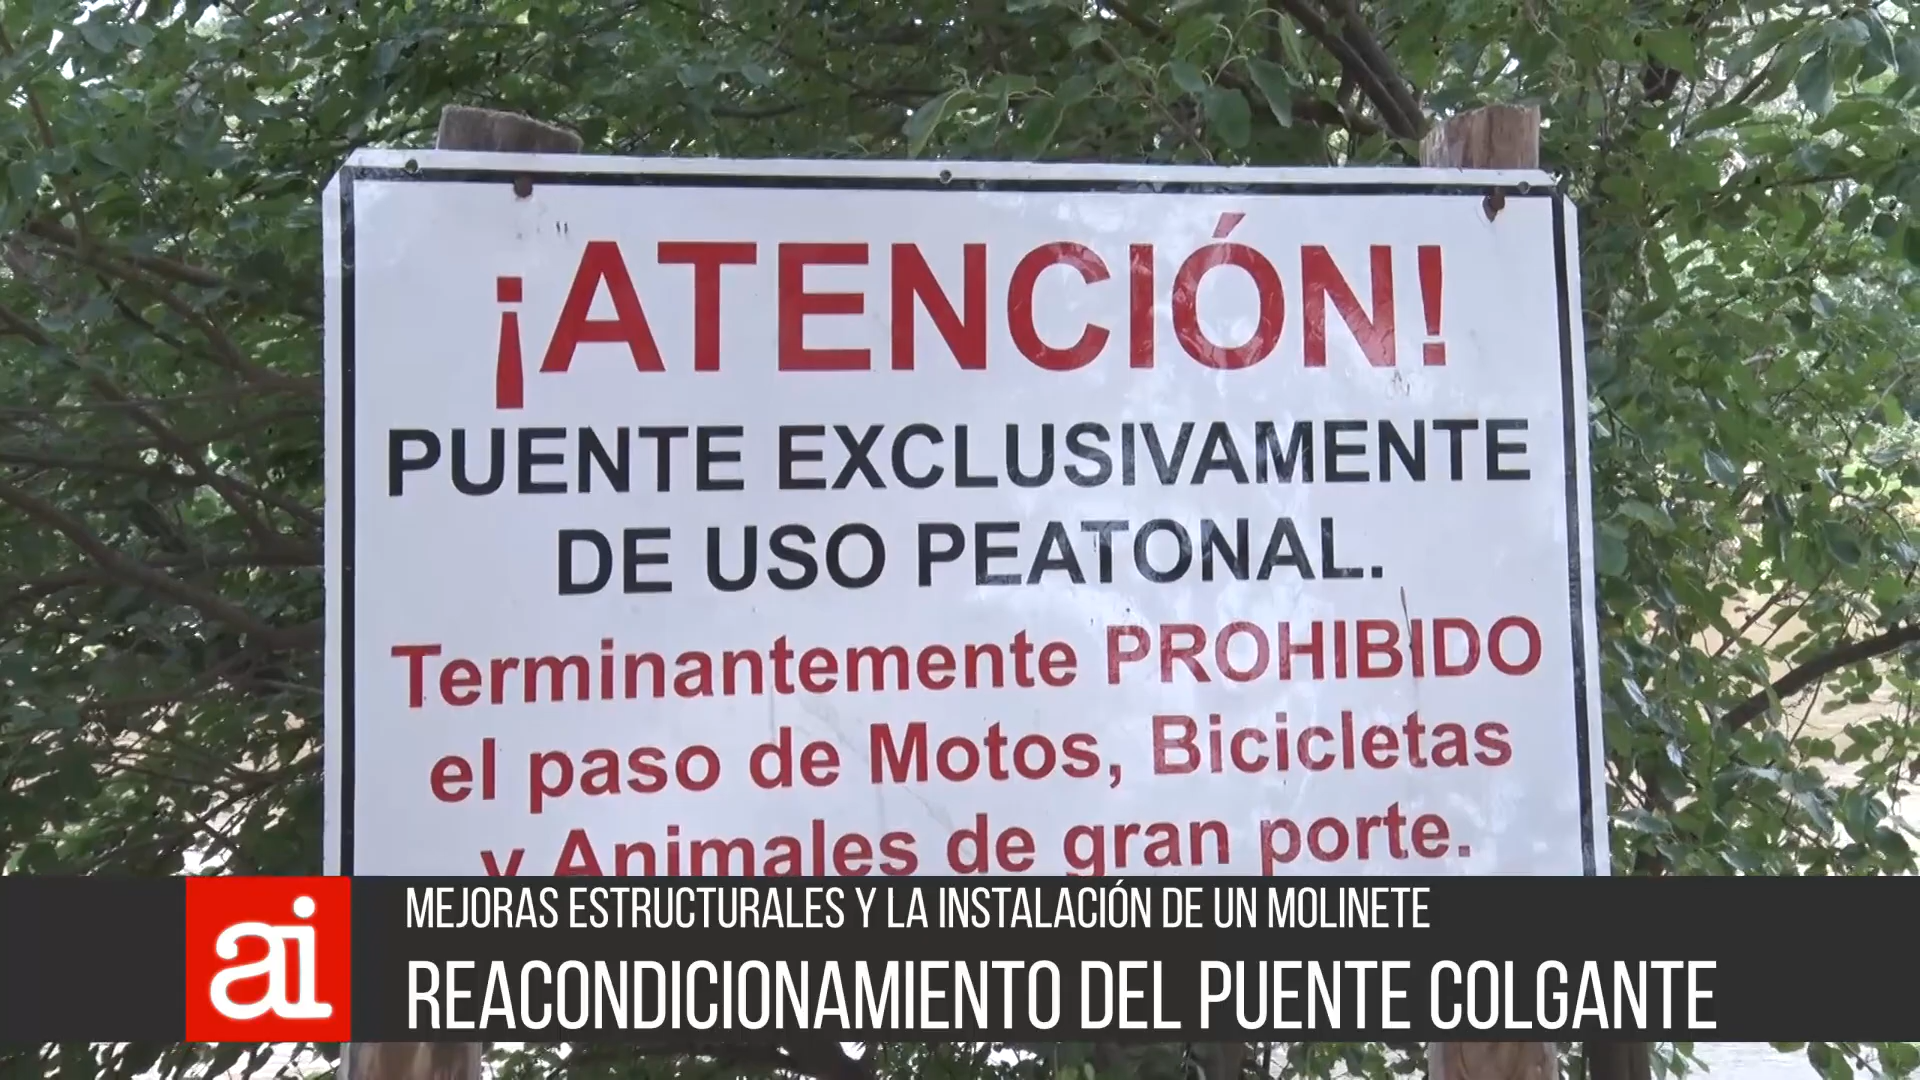 ¡ATENCIÓN!
PUENTE EXCLUSIVAMENTE
DE USO PEATONAL.
Terminantemente PROHIBIDO
el paso de Motos, Bicicletas
y Animales de gran porte.
ai
MEJORAS ESTRUCTURALES Y LA INSTALACIÓN DE UN MOLINETE
REACONDICIONAMIENTO DEL PUENTE COLGANTE